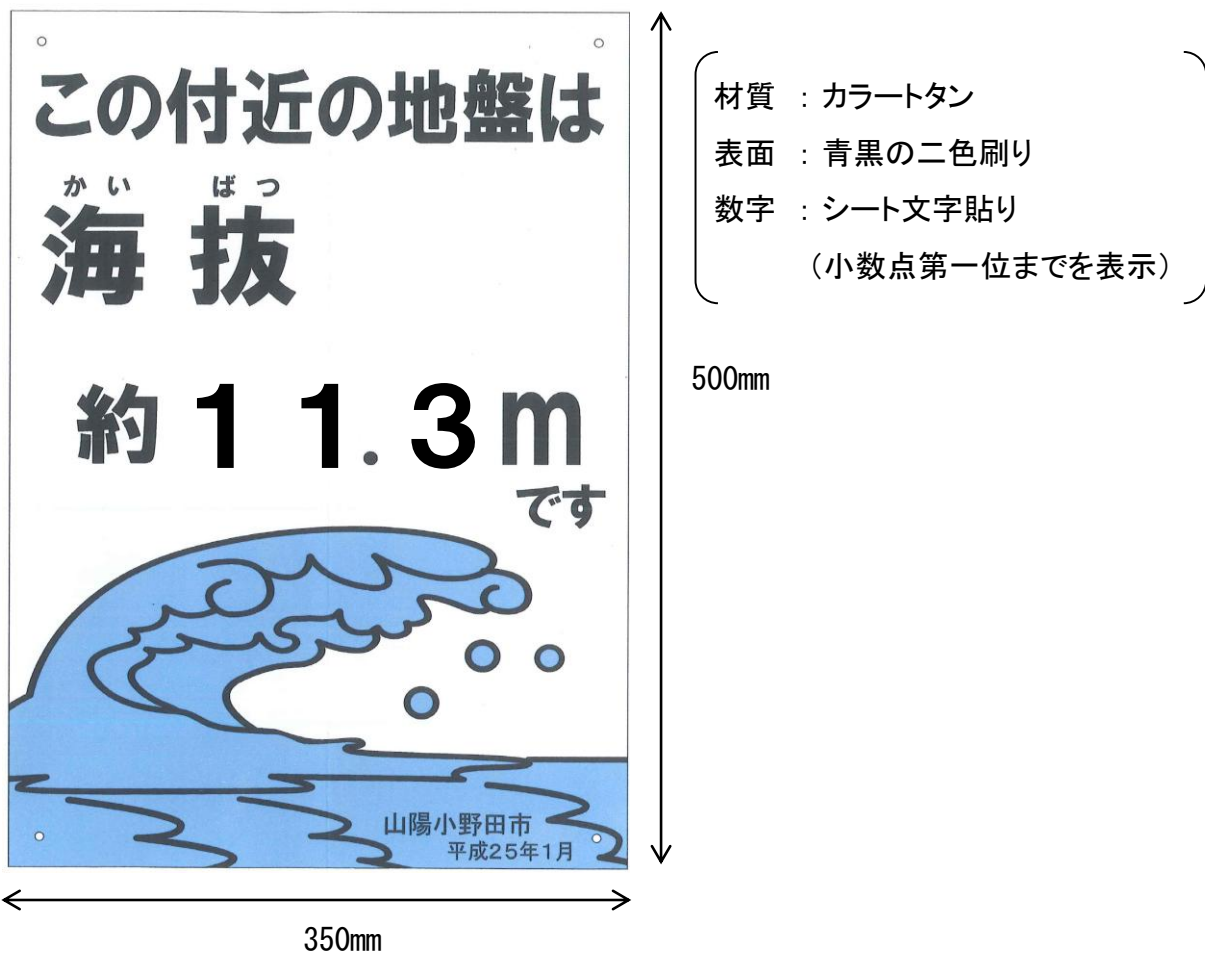 この付近の地盤は
かい ばつ
海 抜
約 11.3m
です
山陽小野田市
平成25年1月
材質 : カラートタン
表面 : 青黒の二色刷り
数字 : シート文字貼り
(小数点第一位までを表示)
500mm
350mm